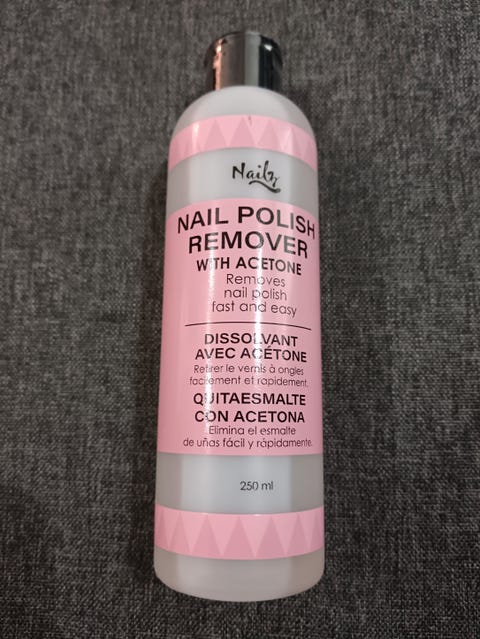 Nailz
NAIL POLISH
REMOVER
WITH ACETONE
Removes
nail polish
fast and easy
DISSOLVANT
AVEC ACÉTONE
Retirer le vernis à ongles
facilement et rapidement.
QUITAESMALTE
CON ACETONA
Elimina el esmalte
de uñas fácil y rápidamente.
250 ml